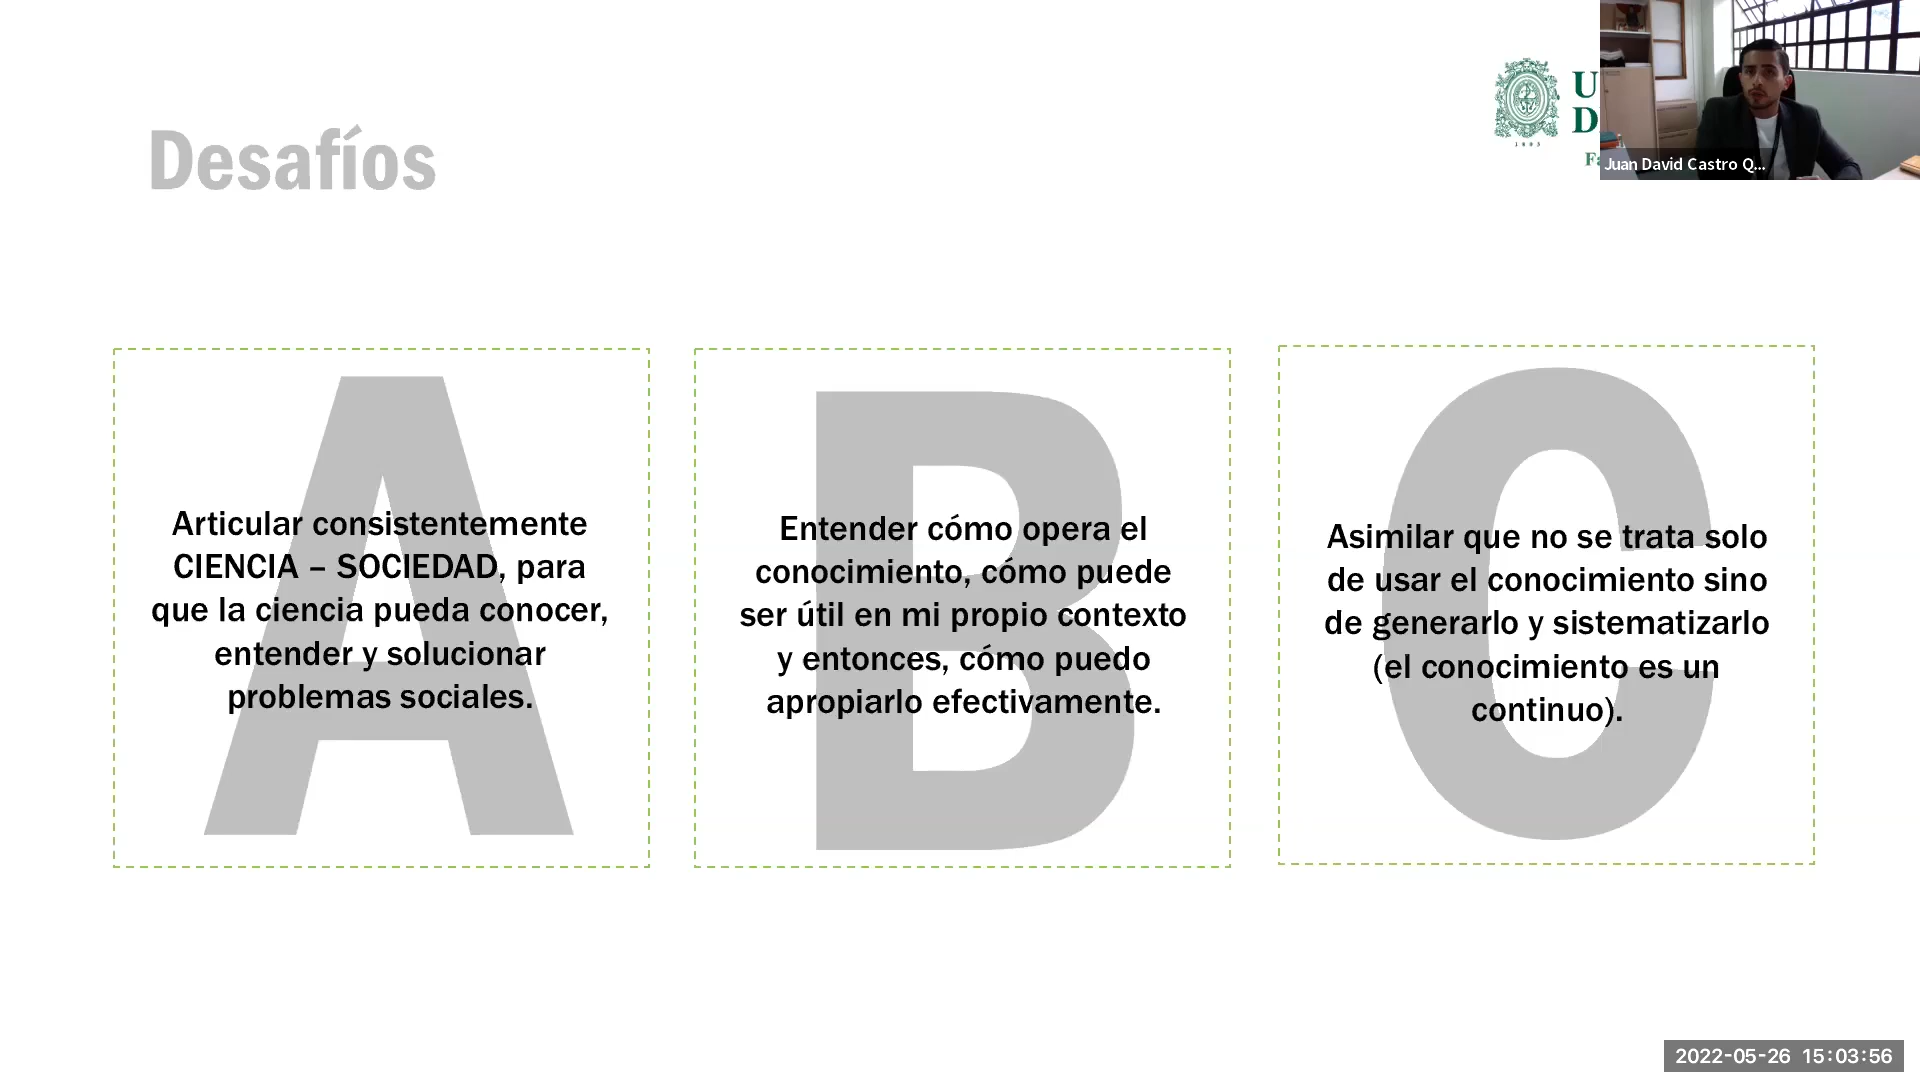 Desafíos
U
D
1803
Juan David Castro Q...
A
Articular consistentemente
CIENCIA – SOCIEDAD, para
que la ciencia pueda conocer,
entender y solucionar
problemas sociales.
B
Entender cómo opera el
conocimiento, cómo puede
ser útil en mi propio contexto
y entonces, cómo puedo
apropiarlo efectivamente.
C
Asimilar que no se trata solo
de usar el conocimiento sino
de generarlo y sistematizarlo
(el conocimiento es un
continuo).
2022-05-26 15:03:56